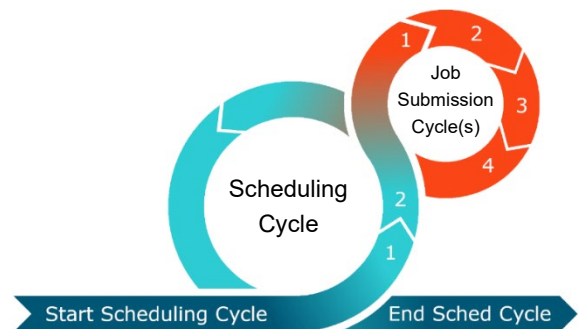 1
2
3
4
Job
Submission
Cycle(s)
Scheduling
Cycle
2
1
Start Scheduling Cycle
End Sched Cycle